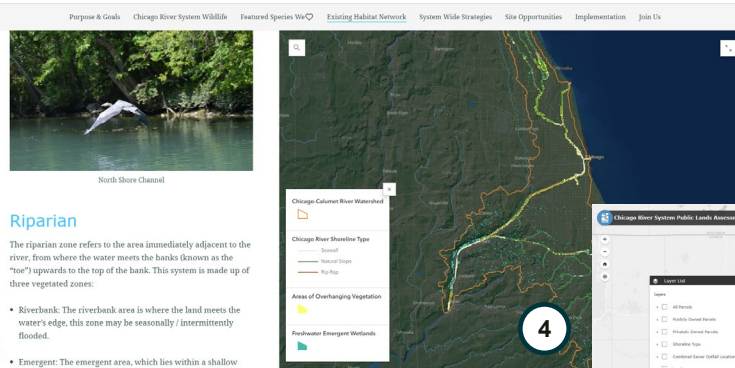 Purpose & Goals Chicago River System Wildlife Featured Species We♡ Existing Habitat Network System Wide Strategies Site Opportunities Implementation Join Us
North Shore Channel
Riparian
The riparian zone refers to the area immediately adjacent to the
river, from where the water meets the banks (known as the
“toe”) upwards to the top of the bank. This system is made up of
three vegetated zones:
• Riverbank: The riverbank area is where the land meets the
water's edge, this zone may be seasonally / intermittently
flooded.
• Emergent: The emergent area, which lies within a shallow
Chicago
Chicago-Calumet River Watershed
Chicago River Shoreline Type
Seawall
Natural Slope
Rip Rap
Areas of Overhanging Vegetation
Freshwater Emergent Wetlands
4
Chicago River System Public Lands Assess
Layer List
Layers
All Parcels
Publicly Owned Parcels
Privately Owned Parcels
Shoreline Type
Combined Sewer Outfall Location